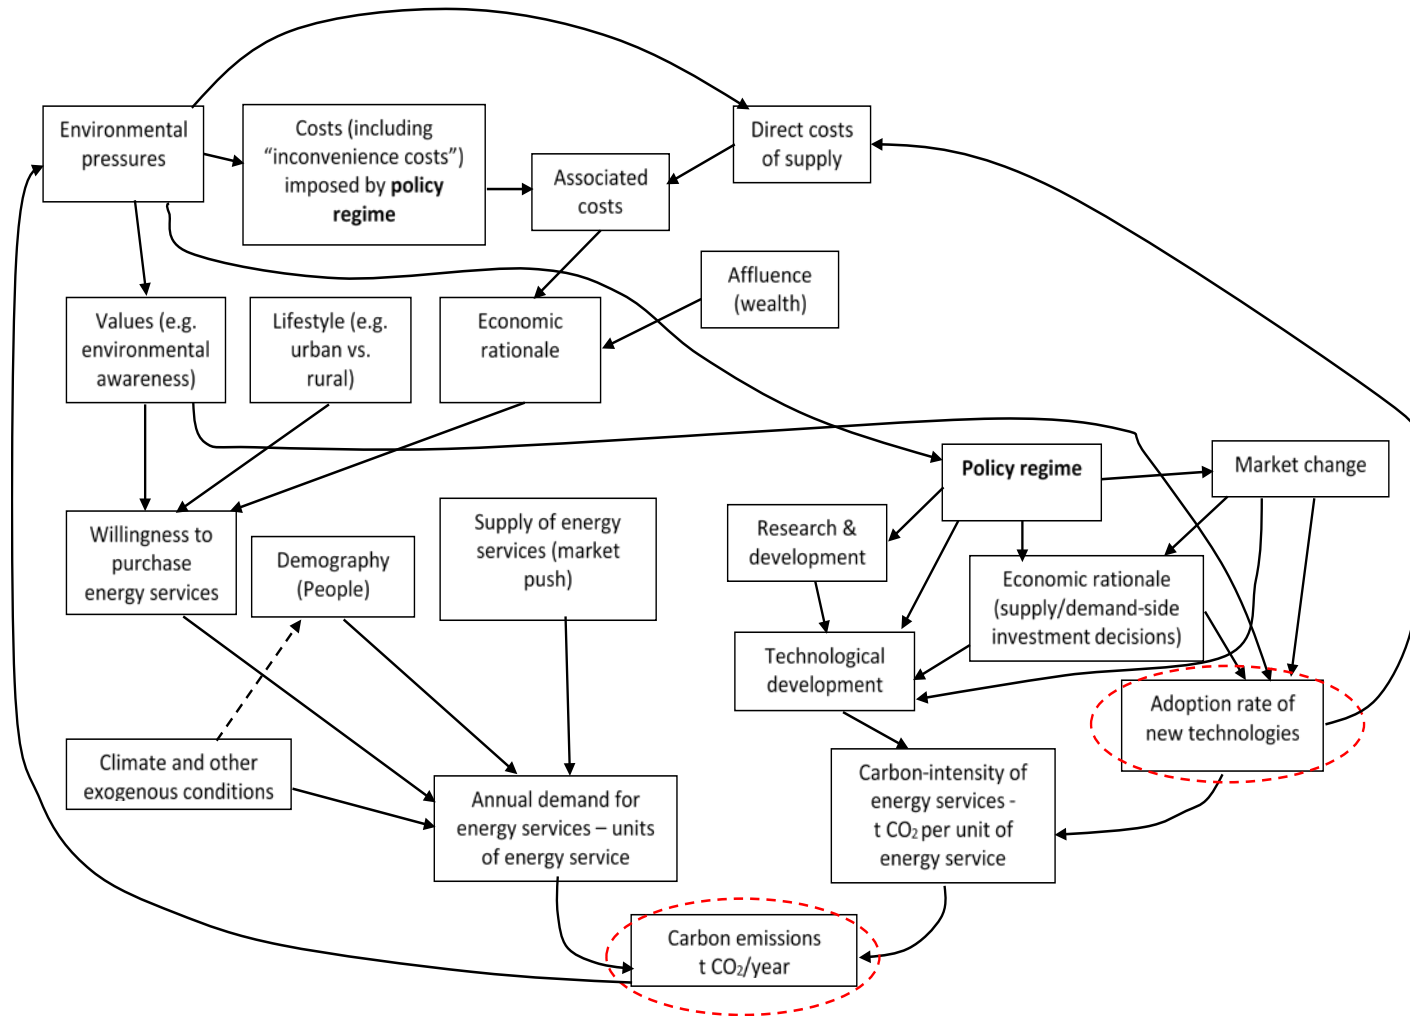 Environmental
pressures
Costs (including
“inconvenience costs”)
imposed by policy
regime
Associated
costs
Direct costs
of supply
Affluence
(wealth)
Values (e.g.
environmental
awareness)
Lifestyle (e.g.
urban vs.
rural)
Economic
rationale
Policy regime
Market change
Willingness to
purchase
energy services
Demography
(People)
Supply of energy
services (market
push)
Research &
development
Economic rationale
(supply/demand-side
investment decisions)
Technological
development
Adoption rate of
new technologies
Climate and other
exogenous conditions
Annual demand for
energy services – units
of energy service
Carbon-intensity of
energy services -
t CO₂ per unit of
energy service
Carbon emissions
t CO₂/year